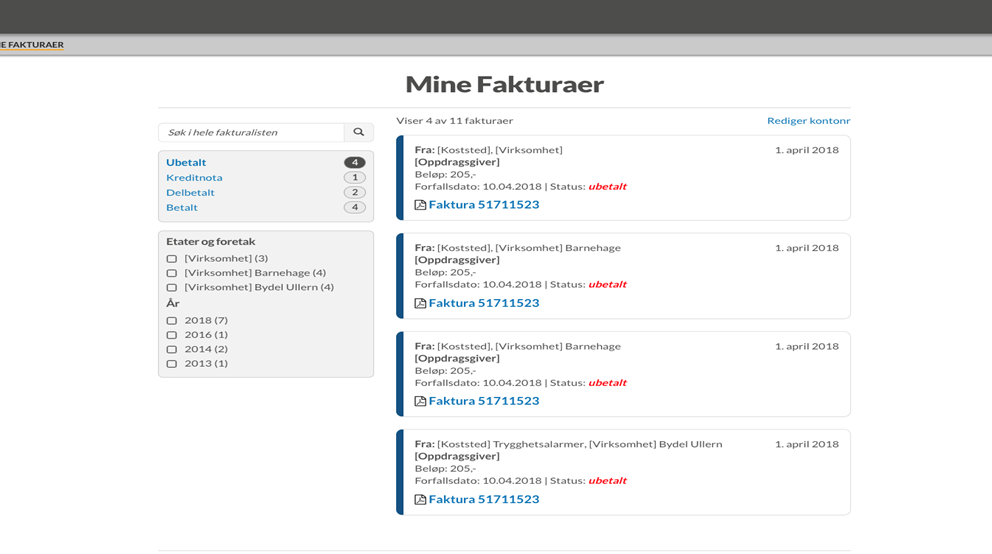 FAKTURAER
Mine Fakturaer
Søk i hele fakturalisten
Ubetalt 4
Kreditnota 1
Delbetalt 2
Betalt 4
Etater og foretak
[Virksomhet] (3)
[Virksomhet] Barnehage (4)
[Virksomhet] Bydel Ullern (4)
År
2018 (7)
2016 (1)
2014 (2)
2013 (1)
Viser 4 av 11 fakturaer
Rediger kontonr
Fra: [Koststed], [Virksomhet] 1. april 2018
[Oppdragsgiver]
Beløp: 205,-
Forfallsdato: 10.04.2018 | Status: ubetalt
Faktura 51711523
Fra: [Koststed], [Virksomhet] Barnehage 1. april 2018
[Oppdragsgiver]
Beløp: 205,-
Forfallsdato: 10.04.2018 | Status: ubetalt
Faktura 51711523
Fra: [Koststed], [Virksomhet] Barnehage 1. april 2018
[Oppdragsgiver]
Beløp: 205,-
Forfallsdato: 10.04.2018 | Status: ubetalt
Faktura 51711523
Fra: [Koststed] Trygghetsalarmer, [Virksomhet] Bydel Ullern 1. april 2018
[Oppdragsgiver]
Beløp: 205,-
Forfallsdato: 10.04.2018 | Status: ubetalt
Faktura 51711523